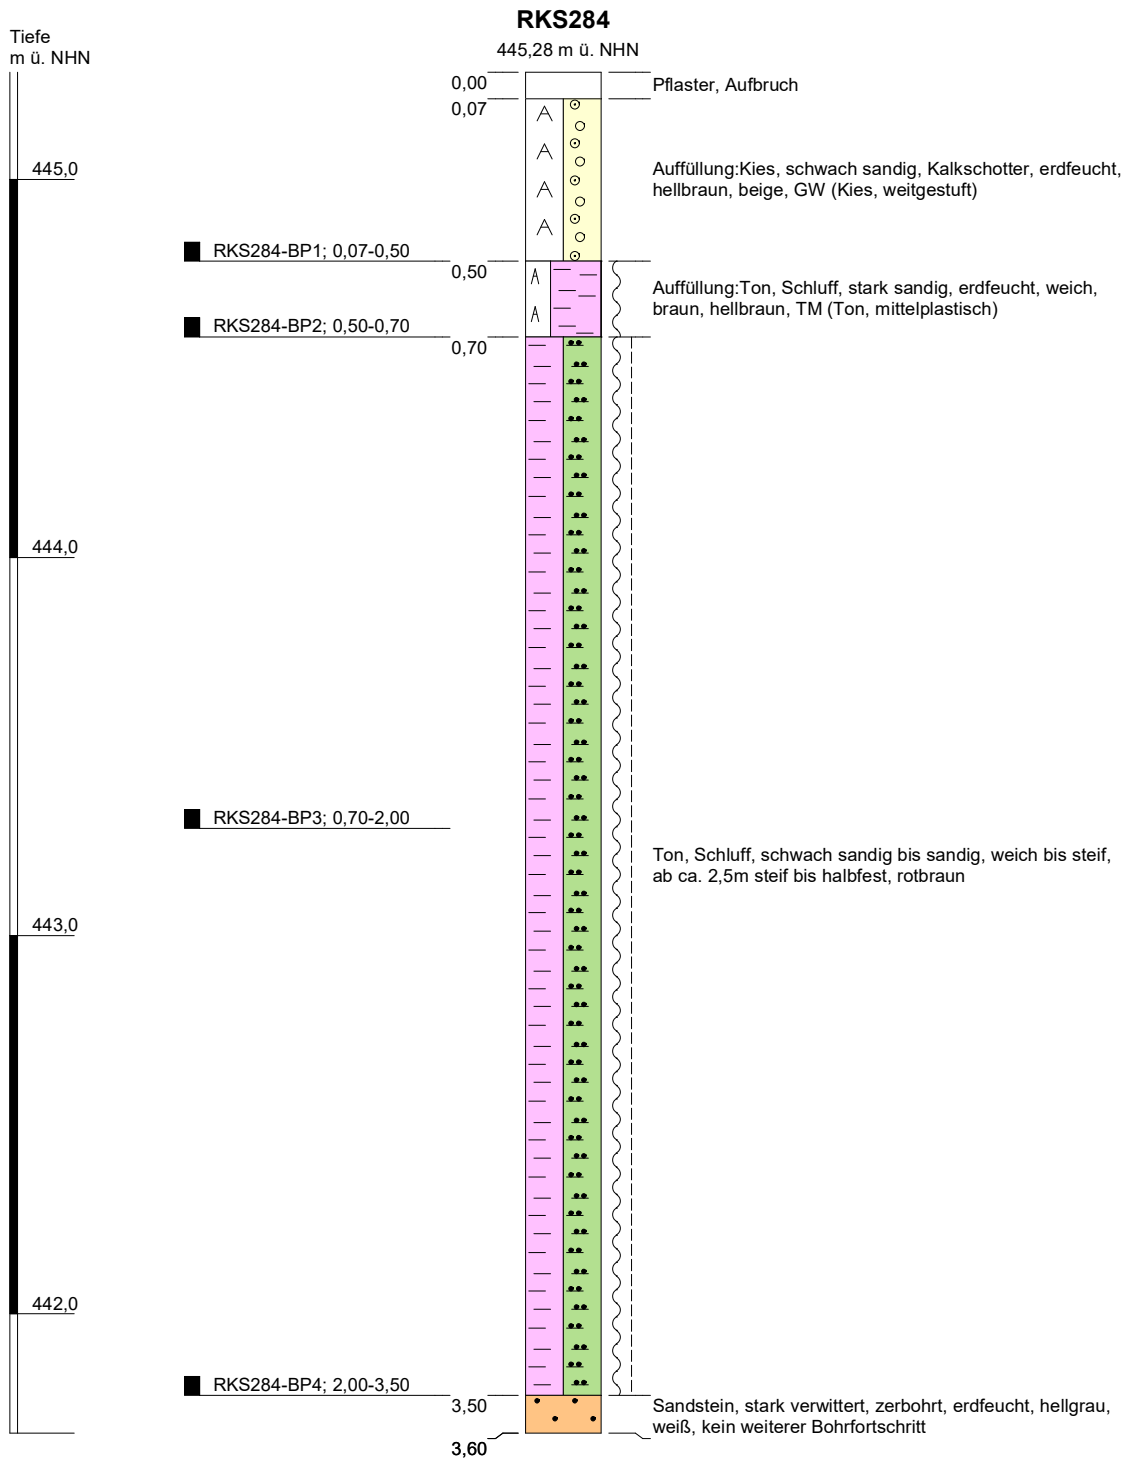 RKS284
Tiefe
m ü. NHN
445,28 m ü. NHN
0,00
Pflaster, Aufbruch
0,07
445,0
Auffüllung:Kies, schwach sandig, Kalkschotter, erdfeucht,
hellbraun, beige, GW (Kies, weitgestuft)
RKS284-BP1; 0,07-0,50
0,50
Auffüllung:Ton, Schluff, stark sandig, erdfeucht, weich,
braun, hellbraun, TM (Ton, mittelplastisch)
RKS284-BP2; 0,50-0,70
0,70
444,0
RKS284-BP3; 0,70-2,00
Ton, Schluff, schwach sandig bis sandig, weich bis steif,
ab ca. 2,5m steif bis halbfest, rotbraun
443,0
442,0
RKS284-BP4; 2,00-3,50
3,50
Sandstein, stark verwittert, zerbohrt, erdfeucht, hellgrau,
weiß, kein weiterer Bohrfortschritt
3,60